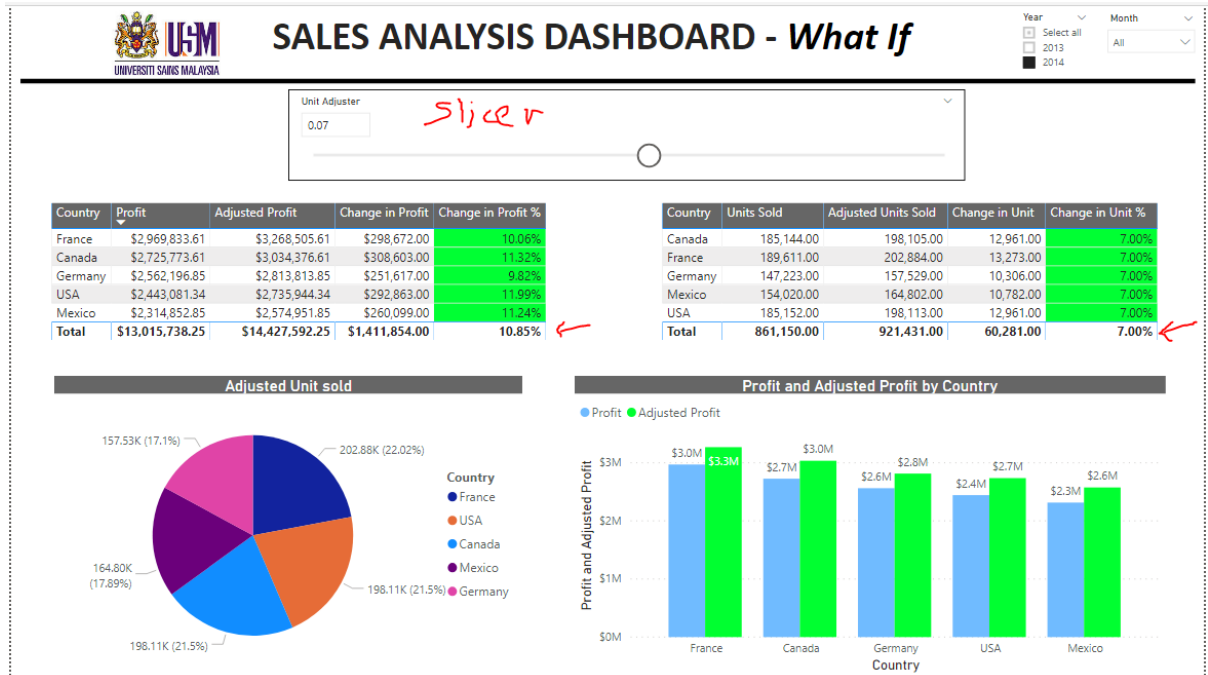 USM
UNIVERSITI SAINS MALAYSIA
SALES ANALYSIS DASHBOARD - What If
Year
Select all
2013
2014
Month
All
Unit Adjuster
0.07
Slicer
Country Profit Adjusted Profit Change in Profit Change in Profit %
France $2,969,833.61 $3,268,505.61 $298,672.00 10.06%
Canada $2,725,773.61 $3,034,376.61 $308,603.00 11.32%
Germany $2,562,196.85 $2,813,813.85 $251,617.00 9.82%
USA $2,443,081.34 $2,735,944.34 $292,863.00 11.99%
Mexico $2,314,852.85 $2,574,951.85 $260,099.00 11.24%
Total $13,015,738.25 $14,427,592.25 $1,411,854.00 10.85%
Country Units Sold Adjusted Units Sold Change in Unit Change in Unit %
Canada 185,144.00 198,105.00 12,961.00 7.00%
France 189,611.00 202,884.00 13,273.00 7.00%
Germany 147,223.00 157,529.00 10,306.00 7.00%
Mexico 154,020.00 164,802.00 10,782.00 7.00%
USA 185,152.00 198,113.00 12,961.00 7.00%
Total 861,150.00 921,431.00 60,281.00 7.00%
Adjusted Unit sold
157.53K (17.1%)
202.88K (22.02%)
164.80K
(17.89%)
198.11K (21.5%)
198.11K (21.5%)
Country
France
USA
Canada
Mexico
Germany
Profit and Adjusted Profit by Country
Profit Adjusted Profit
Profit and Adjusted Profit
$3M
$2M
$1M
$0M
$3.0M $3.3M
$2.7M $3.0M
$2.6M $2.8M
$2.4M $2.7M
$2.3M $2.6M
France Canada Germany USA Mexico
Country